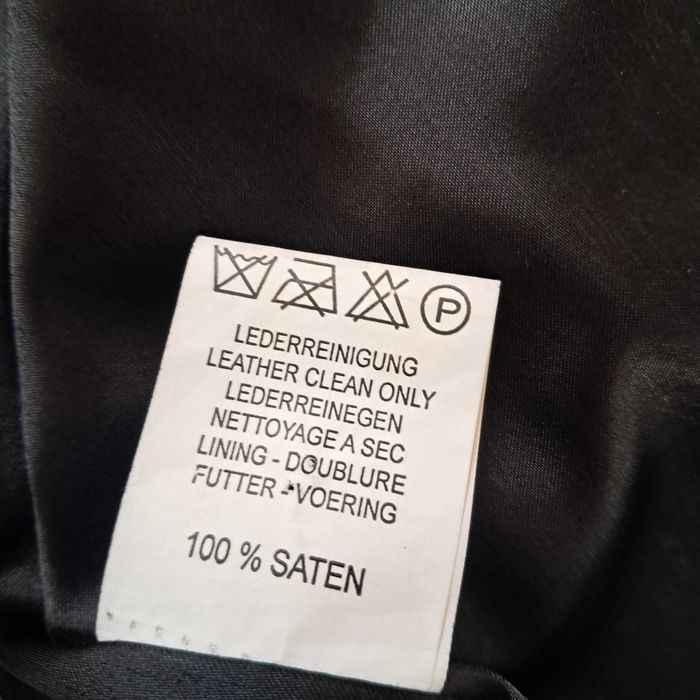 P
LEDERREINIGUNG
LEATHER CLEAN ONLY
LEDERREINEGEN
NETTOYAGE A SEC
LINING - DOUBLURE
FUTTER - VOERING
100 % SATEN